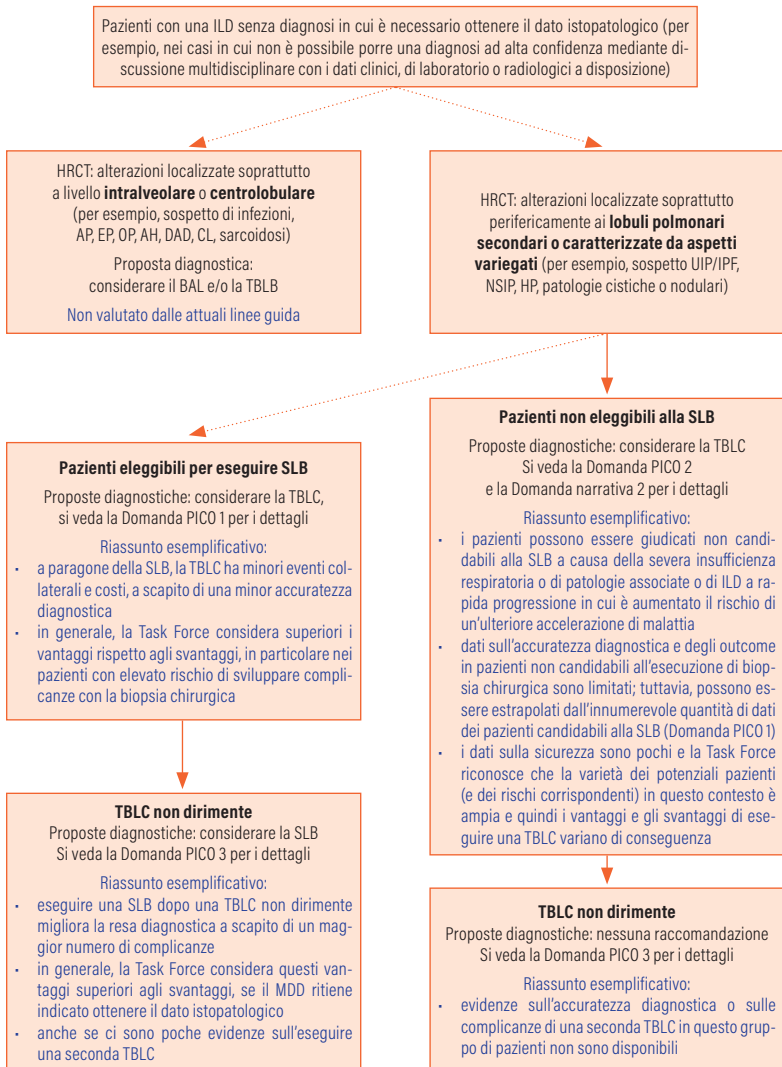 Pazienti con una ILD senza diagnosi in cui è necessario ottenere il dato istopatologico (per
esempio, nei casi in cui non è possibile porre una diagnosi ad alta confidenza mediante di-
scussione multidisciplinare con i dati clinici, di laboratorio o radiologici a disposizione)
HRCT: alterazioni localizzate soprattutto
a livello intralveolare o centrolobulare
(per esempio, sospetto di infezioni,
AP, EP, OP, AH, DAD, CL, sarcoidosi)
Proposta diagnostica:
considerare il BAL e/o la TBLB
Non valutato dalle attuali linee guida
HRCT: alterazioni localizzate soprattutto
perifericamente ai lobuli polmonari
secondari o caratterizzate da aspetti
variegati (per esempio, sospetto UIP/IPF,
NSIP, HP, patologie cistiche o nodulari)
Pazienti eleggibili per eseguire SLB
Proposte diagnostiche: considerare la TBLC,
si veda la Domanda PICO 1 per i dettagli
Riassunto esemplificativo:
• a paragone della SLB, la TBLC ha minori eventi col-
laterali e costi, a scapito di una minor accuratezza
diagnostica
• in generale, la Task Force considera superiori i
vantaggi rispetto agli svantaggi, in particolare nei
pazienti con elevato rischio di sviluppare compli-
canze con la biopsia chirurgica
Pazienti non eleggibili alla SLB
Proposte diagnostiche: considerare la TBLC
Si veda la Domanda PICO 2
e la Domanda narrativa 2 per i dettagli
Riassunto esemplificativo:
• i pazienti possono essere giudicati non candi-
dabili alla SLB a causa della severa insufficienza
respiratoria o di patologie associate o di ILD a ra-
pida progressione in cui è aumentato il rischio di
un'ulteriore accelerazione di malattia
• dati sull'accuratezza diagnostica e degli outcome
in pazienti non candidabili all'esecuzione di biop-
sia chirurgica sono limitati; tuttavia, possono es-
sere estrapolati dall'innumerevole quantità di dati
dei pazienti candidabili alla SLB (Domanda PICO 1)
• i dati sulla sicurezza sono pochi e la Task Force
riconosce che la varietà dei potenziali pazienti
(e dei rischi corrispondenti) in questo contesto è
ampia e quindi i vantaggi e gli svantaggi di ese-
guire una TBLC variano di conseguenza
TBLC non dirimente
Proposte diagnostiche: considerare la SLB
Si veda la Domanda PICO 3 per i dettagli
Riassunto esemplificativo:
• eseguire una SLB dopo una TBLC non dirimente
migliora la resa diagnostica a scapito di un mag-
gior numero di complicanze
• in generale, la Task Force considera questi van-
taggi superiori agli svantaggi, se il MDD ritiene
indicato ottenere il dato istopatologico
• anche se ci sono poche evidenze sull'eseguire
una seconda TBLC
TBLC non dirimente
Proposte diagnostiche: nessuna raccomandazione
Si veda la Domanda PICO 3 per i dettagli
Riassunto esemplificativo:
• evidenze sull'accuratezza diagnostica o sulle
complicanze di una seconda TBLC in questo grup-
po di pazienti non sono disponibili